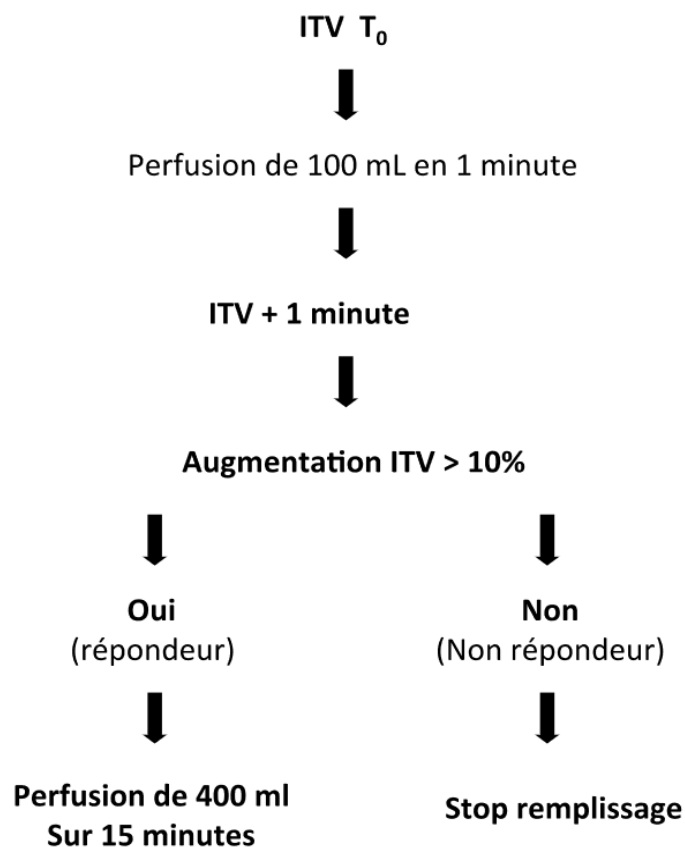 ITV T₀
Perfusion de 100 mL en 1 minute
ITV + 1 minute
Augmentation ITV > 10%
Oui
(répondeur)
Non
(Non répondeur)
Perfusion de 400 ml
Sur 15 minutes
Stop remplissage